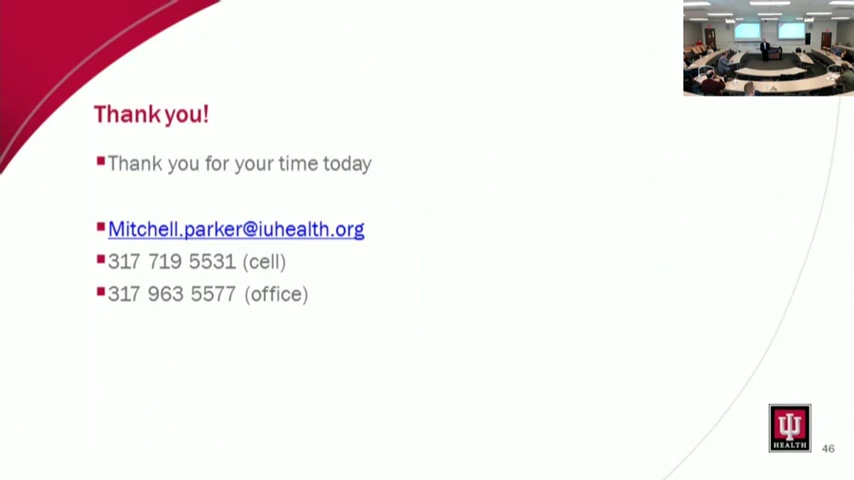 Thank you!
Thank you for your time today
Mitchell.parker@iuhealth.org
317 719 5531 (cell)
317 963 5577 (office)
IU
HEALTH
46